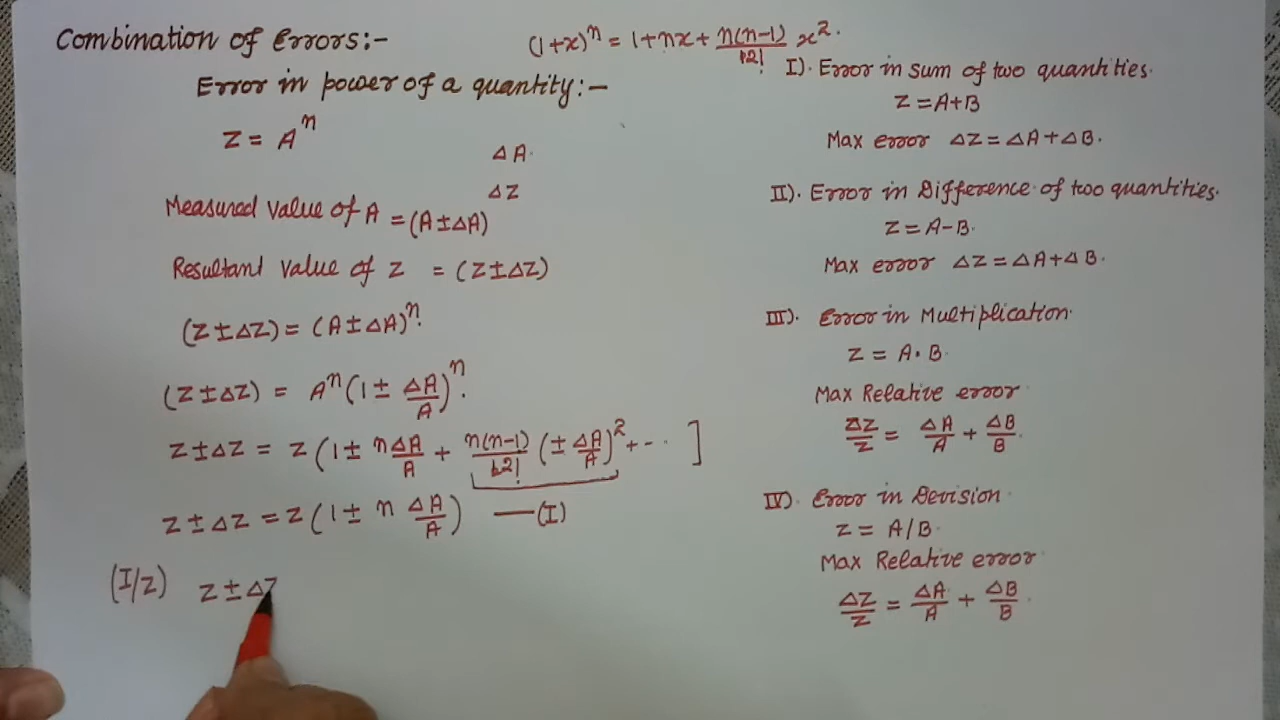 Combination of Errors:-
(1+x)ⁿ = 1+nx+ n(n-1)/2! x².
Error in power of a quantity:-
Z = Aⁿ
ΔA.
ΔZ
Measured value of A = (A±ΔA)
Resultant value of Z = (Z±ΔZ)
(Z±ΔZ) = (A±ΔA)ⁿ.
(Z±ΔZ) = Aⁿ(1± ΔA/A)ⁿ.
Z±ΔZ = Z(1± nΔA/A + n(n-1)/2! (±ΔA/A)²+-··]
Z±ΔZ = Z(1± n ΔA/A) —(I)
(I/Z) Z±ΔZ
I). Error in sum of two quantities.
Z = A+B
Max error ΔZ = ΔA+ΔB.
II). Error in Difference of two quantities.
Z = A-B.
Max error ΔZ = ΔA+ΔB.
III). Error in Multiplication.
Z = A·B.
Max Relative error
ΔZ/Z = ΔA/A + ΔB/B.
IV). Error in Devision.
Z = A/B.
Max Relative error
ΔZ/Z = ΔA/A + ΔB/B.